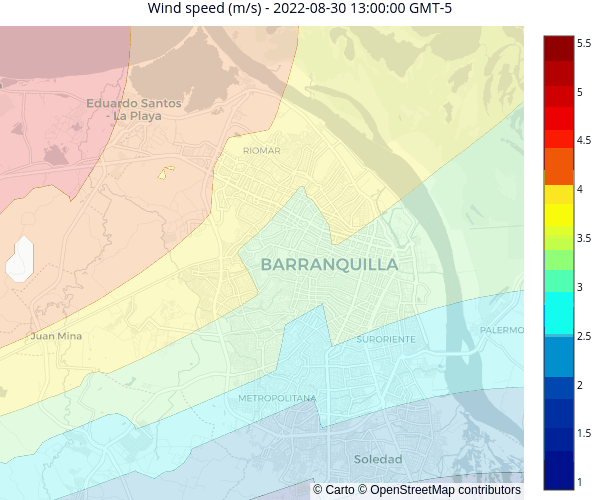 Wind speed (m/s) - 2022-08-30 13:00:00 GMT-5
5.5
5
4.5
4
3.5
3
2.5
2
1.5
1
Eduardo Santos
- La Playa
RIOMAR
BARRANQUILLA
Juan Mina
SURORIENTE
PALERMO
METROPOLITANA
Soledad
© Carto © OpenStreetMap contributors